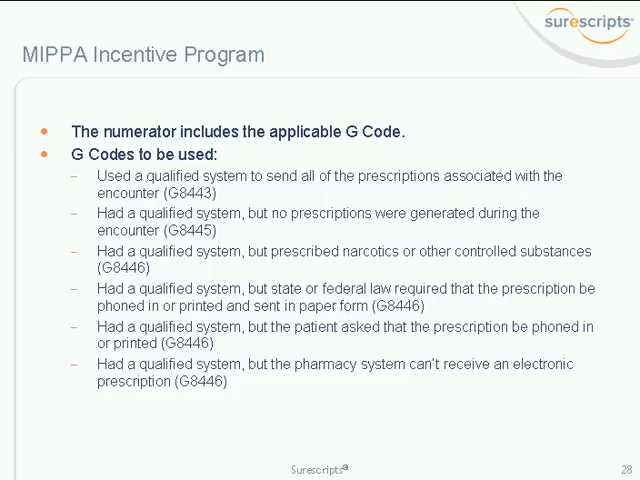 surescripts
MIPPA Incentive Program
• The numerator includes the applicable G Code.
• G Codes to be used:
– Used a qualified system to send all of the prescriptions associated with the
encounter (G8443)
– Had a qualified system, but no prescriptions were generated during the
encounter (G8445)
– Had a qualified system, but prescribed narcotics or other controlled substances
(G8446)
– Had a qualified system, but state or federal law required that the prescription be
phoned in or printed and sent in paper form (G8446)
– Had a qualified system, but the patient asked that the prescription be phoned in
or printed (G8446)
– Had a qualified system, but the pharmacy system can't receive an electronic
prescription (G8446)
Surescripts®
28